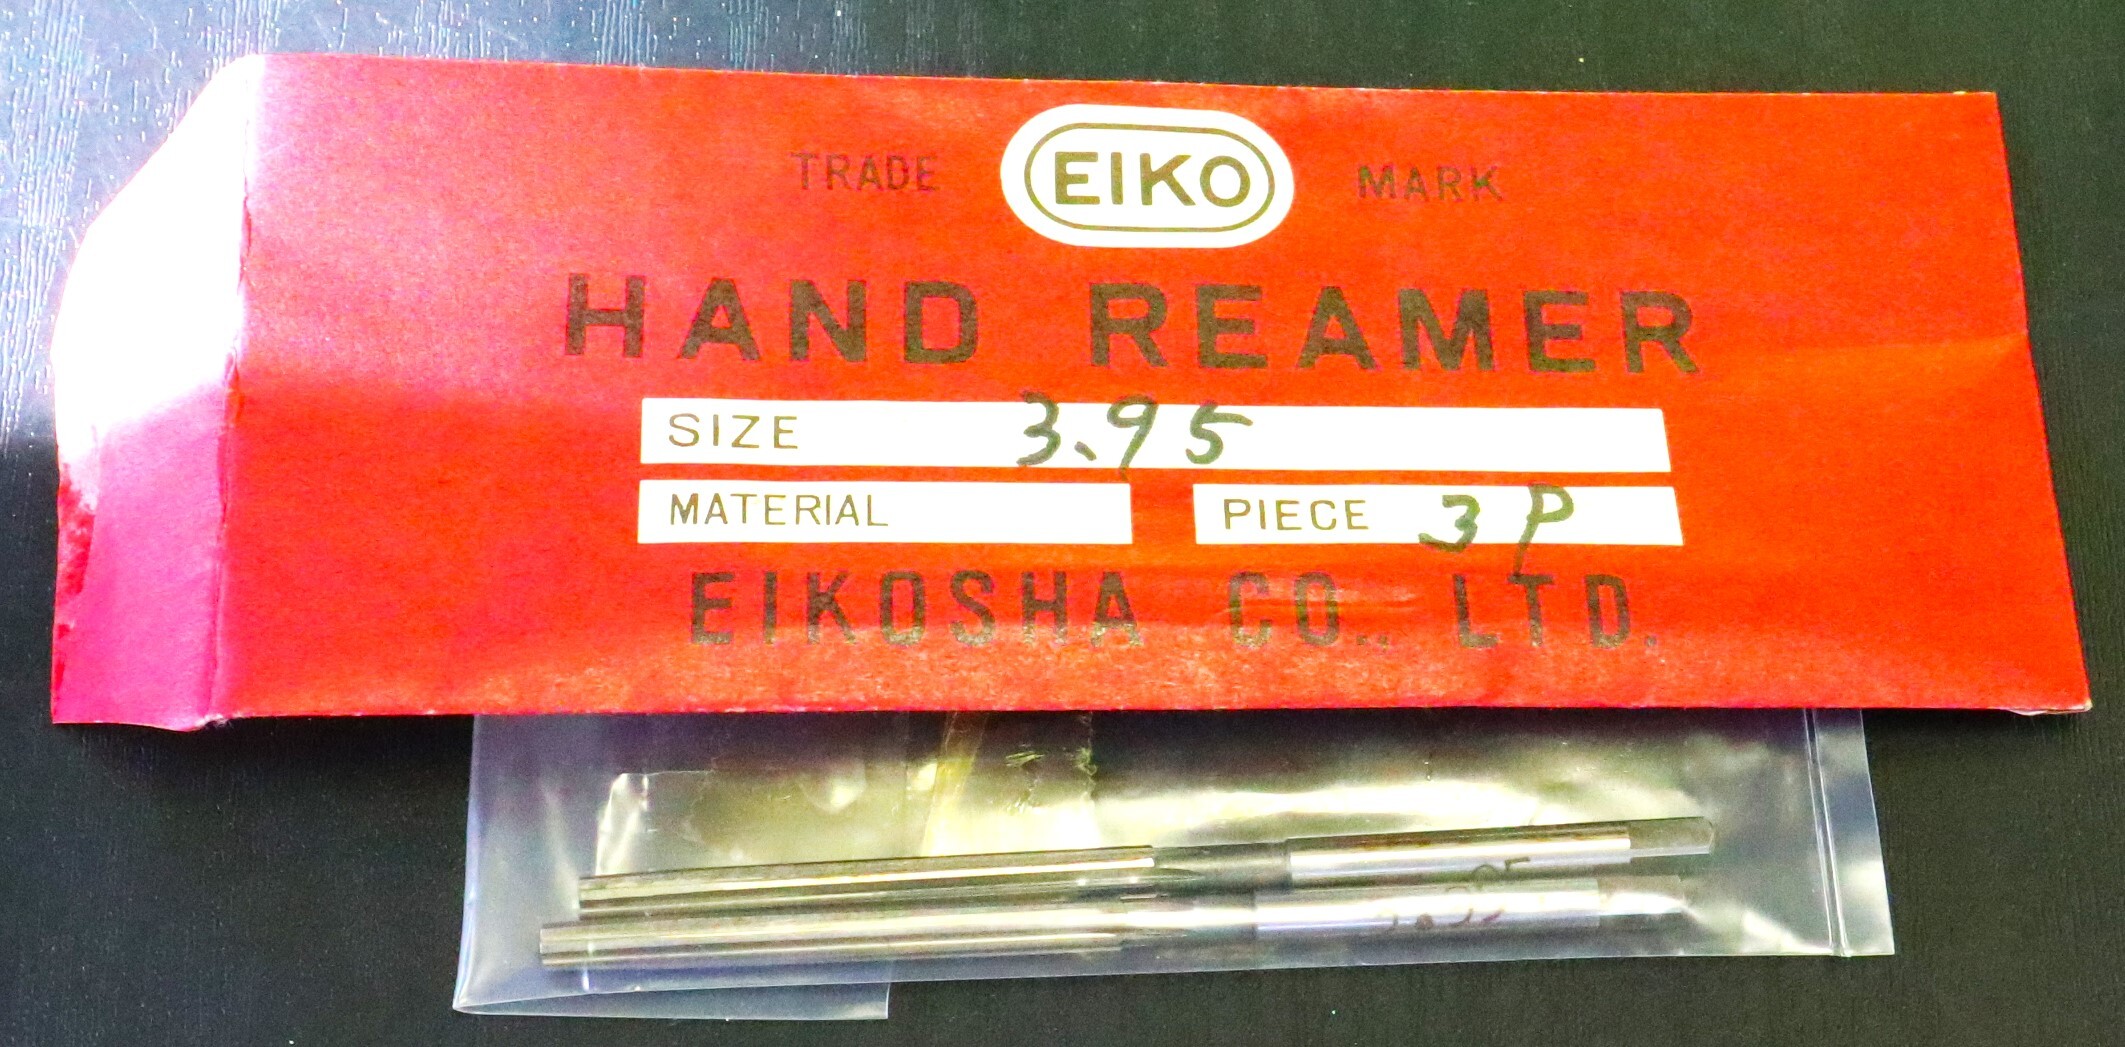 TRADE EIKO MARK
HAND REAMER
SIZE 3.95
MATERIAL PIECE 3P
EIKOSHA CO., LTD.